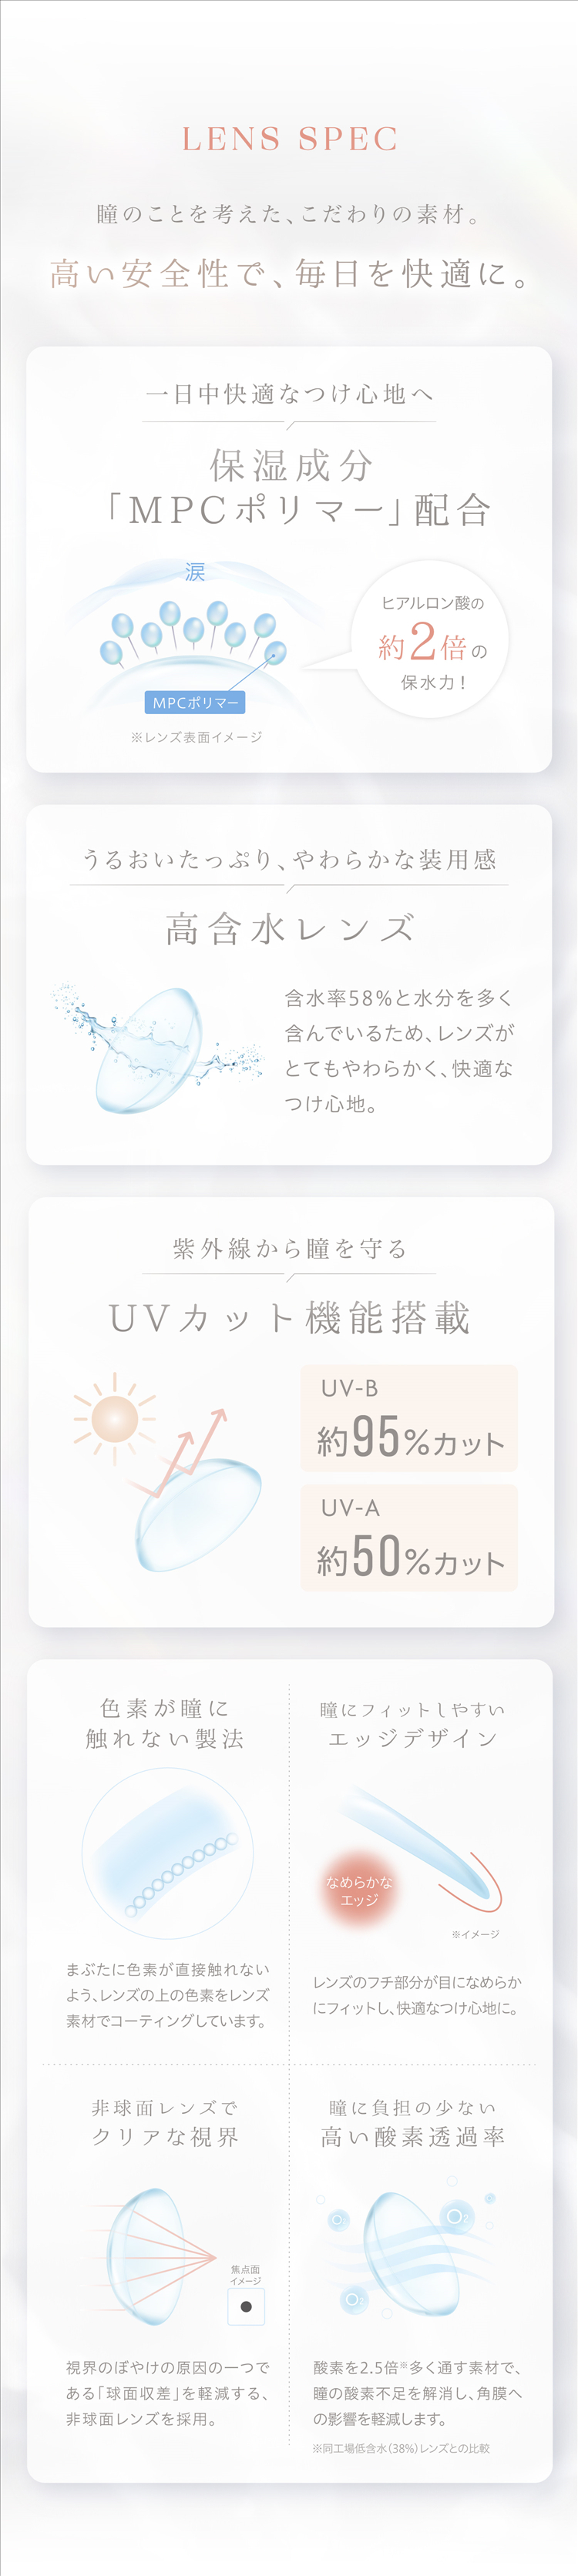 LENS SPEC
瞳のことを考えた、こだわりの素材。
高い安全性で、毎日を快適に。
一日中快適なつけ心地へ
保湿成分
「MPCポリマー」配合
涙
MPCポリマー
※レンズ表面イメージ
ヒアルロン酸の
約2倍の
保水力！
うるおいたっぷり、やわらかな装用感
高含水レンズ
含水率58%と水分を多く
含んでいるため、レンズが
とてもやわらかく、快適な
つけ心地。
紫外線から瞳を守る
UVカット機能搭載
UV-B
約95%カット
UV-A
約50%カット
色素が瞳に
触れない製法
まぶたに色素が直接触れない
よう、レンズの上の色素をレンズ
素材でコーティングしています。
瞳にフィットしやすい
エッジデザイン
なめらかな
エッジ
※イメージ
レンズのフチ部分が目になめらか
にフィットし、快適なつけ心地に。
非球面レンズで
クリアな視界
焦点面
イメージ
視界のぼやけの原因の一つで
ある「球面収差」を軽減する、
非球面レンズを採用。
瞳に負担の少ない
高い酸素透過率
O2
O2
O2
酸素を2.5倍※多く通す素材で、
瞳の酸素不足を解消し、角膜へ
の影響を軽減します。
※同工場低含水(38%)レンズとの比較